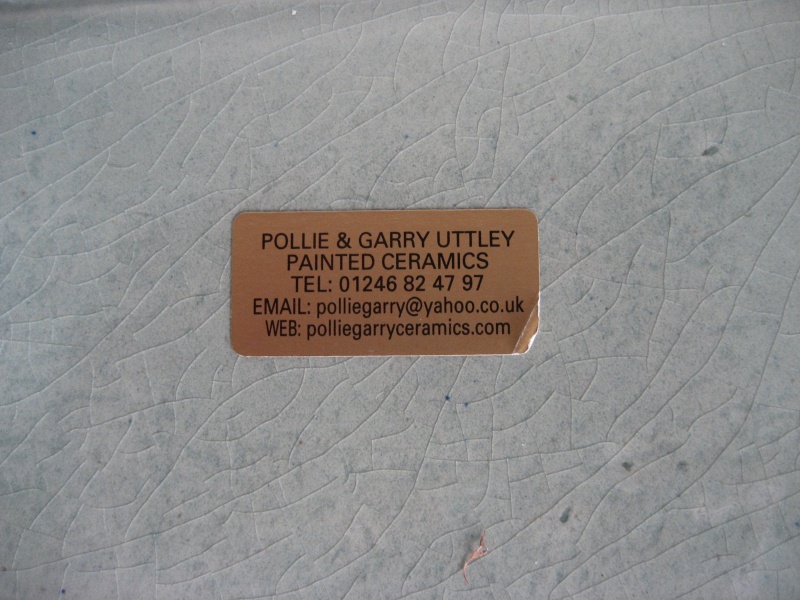 POLLIE & GARRY UTTLEY
PAINTED CERAMICS
TEL: 01246 82 47 97
EMAIL: polliegarry@yahoo.co.uk
WEB: polliegarryceramics.com